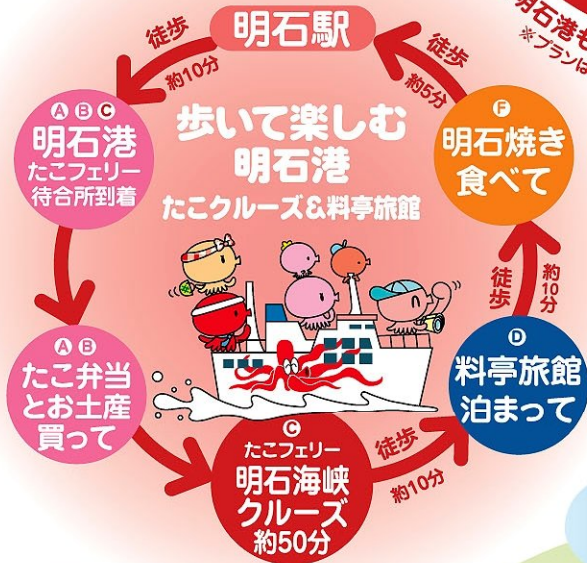 明石駅
徒歩
約10分
ABC
明石港
たこフェリー
待合所到着
AB
たこ弁当
とお土産
買って
C
たこフェリー
明石海峡
クルーズ
約50分
徒歩
約10分
D
料亭旅館
泊まって
徒歩
約10分
F
明石焼き
食べて
徒歩
約5分
歩いて楽しむ
明石港
たこクルーズ&料亭旅館
明石港
※プランは